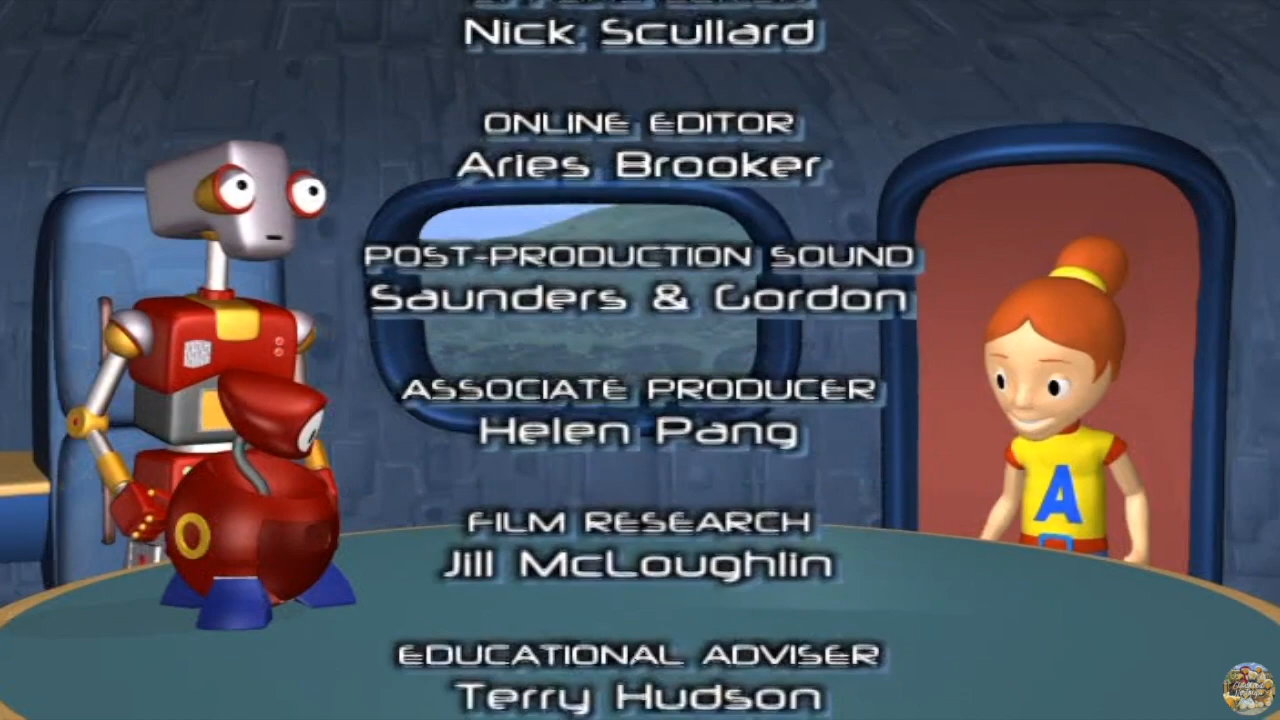 Nick Scullard
ONLINE EDITOR
Aries Brooker
POST-PRODUCTION SOUND
Saunders & Gordon
ASSOCIATE PRODUCER
Helen Pang
FILM RESEARCH
Jill McLoughlin
EDUCATIONAL ADVISER
Terry Hudson
A